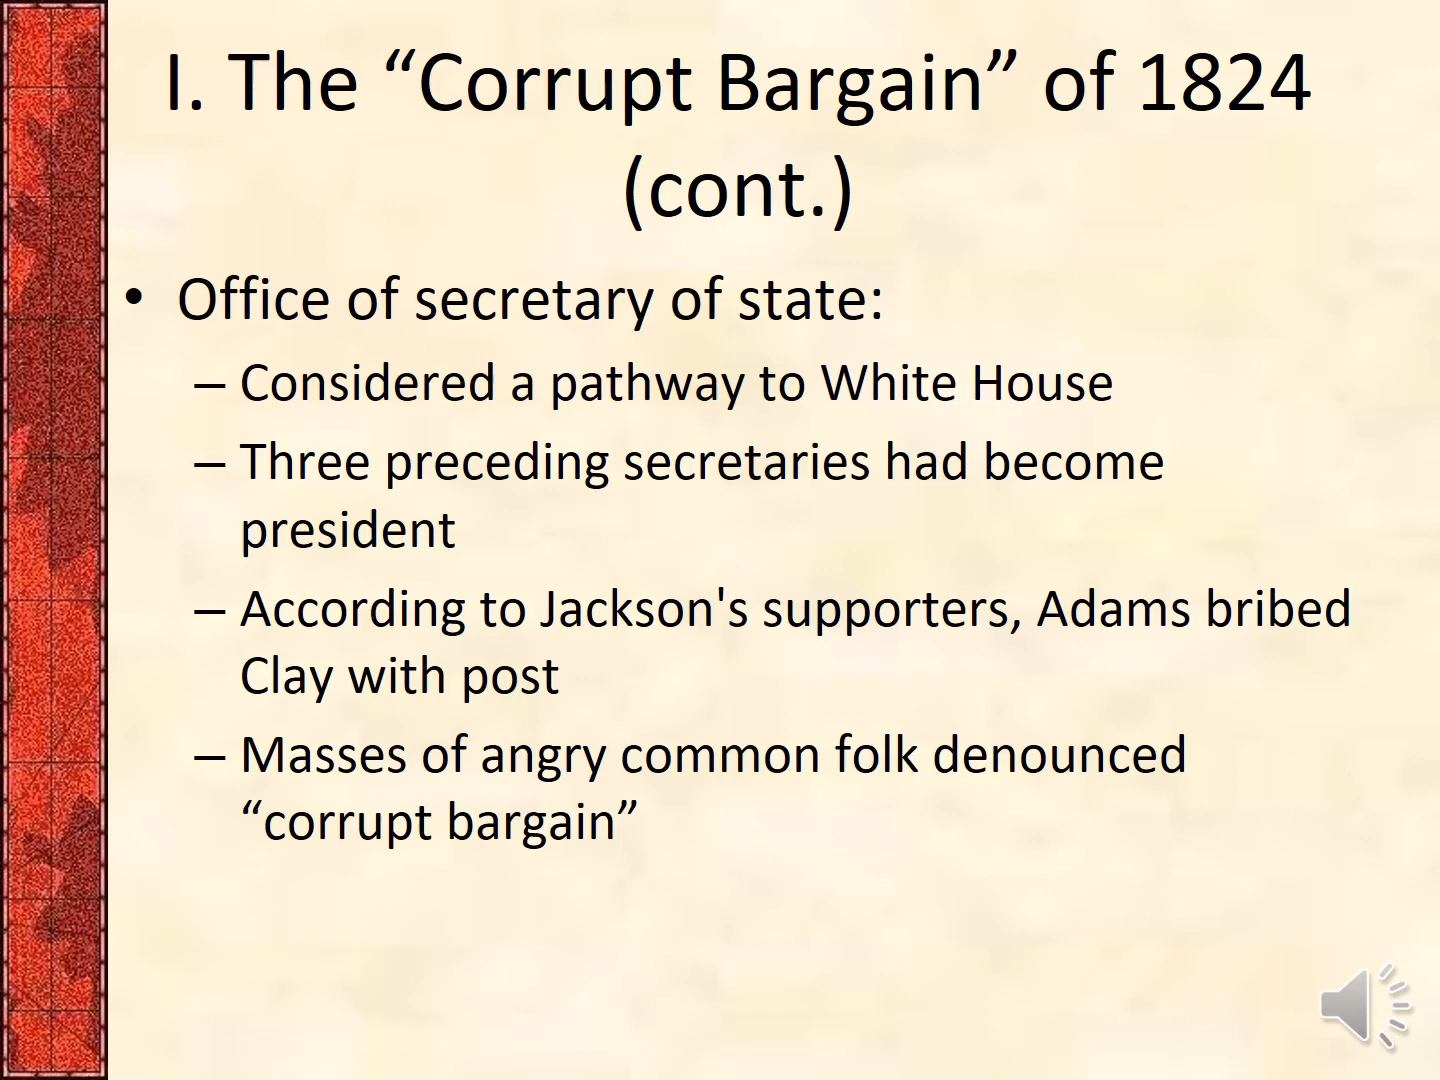 I. The “Corrupt Bargain” of 1824
(cont.)
• Office of secretary of state:
– Considered a pathway to White House
– Three preceding secretaries had become
president
– According to Jackson's supporters, Adams bribed
Clay with post
– Masses of angry common folk denounced
“corrupt bargain”